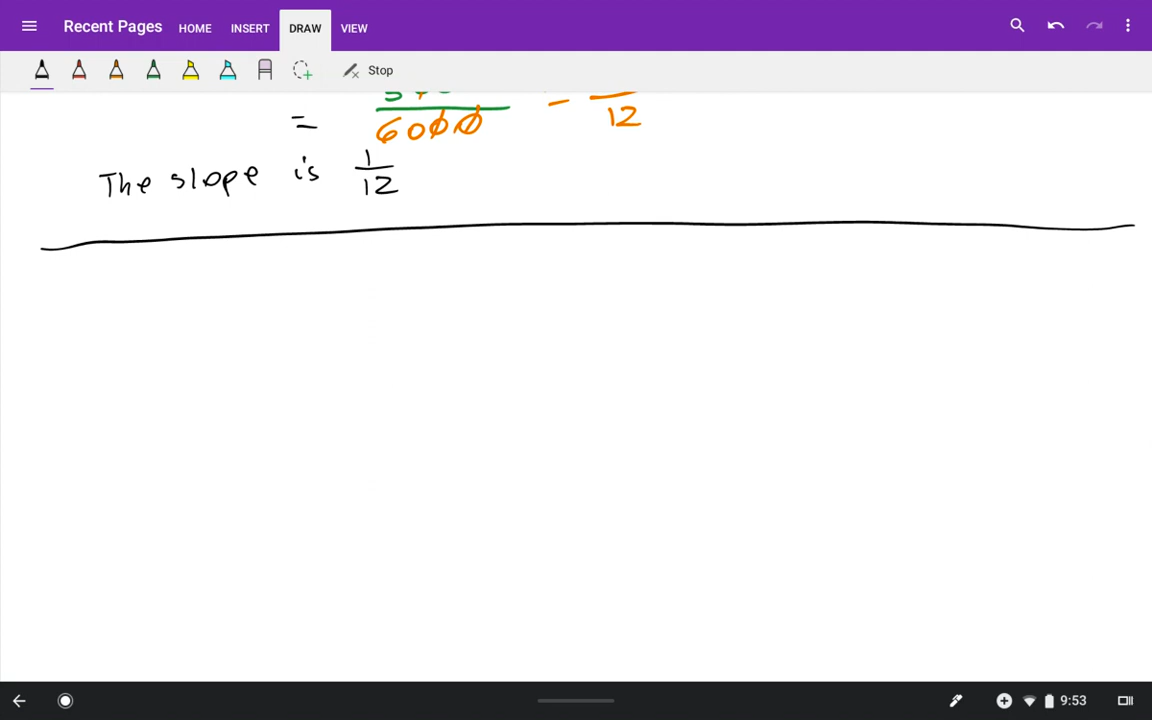 Recent Pages HOME INSERT DRAW VIEW
Stop
= 6000 = 12
The slope is 1/12
9:53